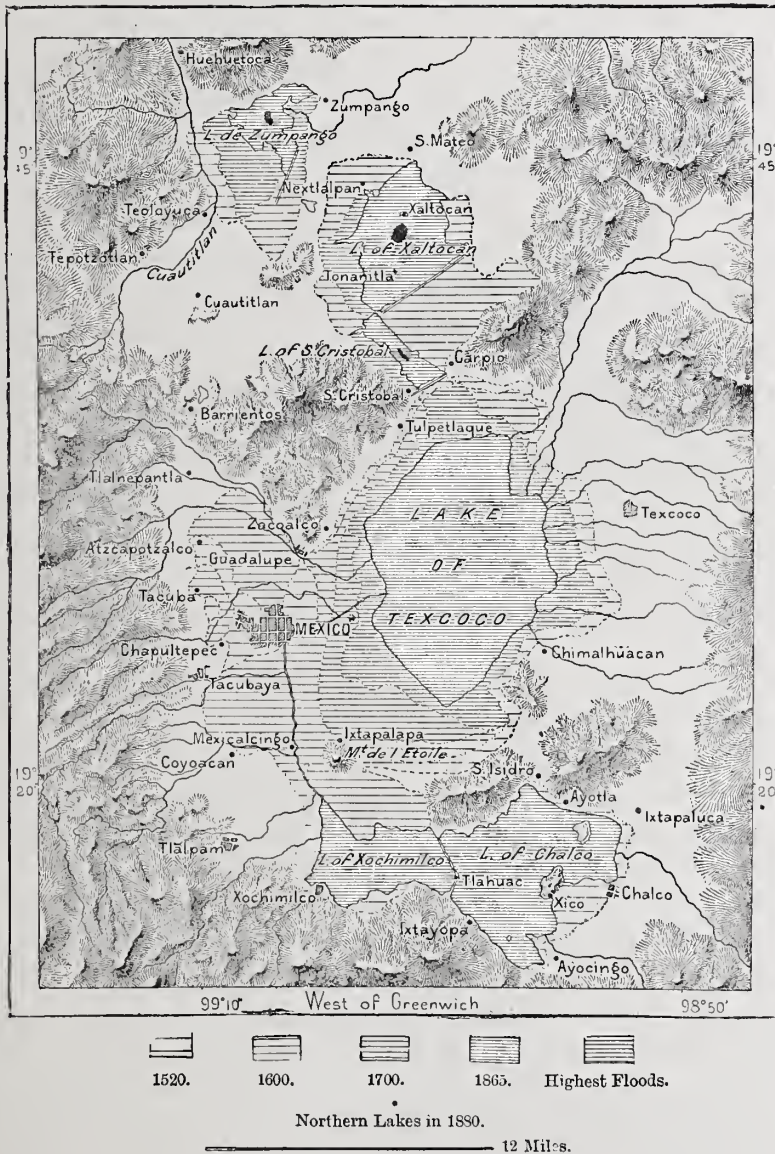 Huehuetoca
Zumpango
L. de Zumpango
S. Mateo
19°
45'
19°
45'
Nextlalpan
Xaltocan
Teoloyuca
L. of Xaltocan
Tepotzotlan
Cuautitlan
Jonanitla
Cuautitlan
L. of S. Cristobal
Carpio
S. Cristobal
Barrientos
Tulpetlaque
Tlalnepantla
LAKE
Texcoco
Zocoalco
Atzcapotzalco
OF
Guadalupe
Tacuba
TEXCOCO
MEXICO
Chapultepec
Chimalhuacan
Tacubaya
Mexicalcingo
Ixtapalapa
Mt. de l'Etoile
Coyoacan
S. Isidro
19°
20'
19°
20'
Ayotla
Ixtapaluca
Tlalpam
L. of Xochimilco
L. of Chalco
Tlahuac
Xochimilco
Xico
Chalco
Ixtayopa
Ayocingo
99°10'
West of Greenwich
98°50'
1520. 1600. 1700. 1865. Highest Floods.
Northern Lakes in 1880.
12 Miles.